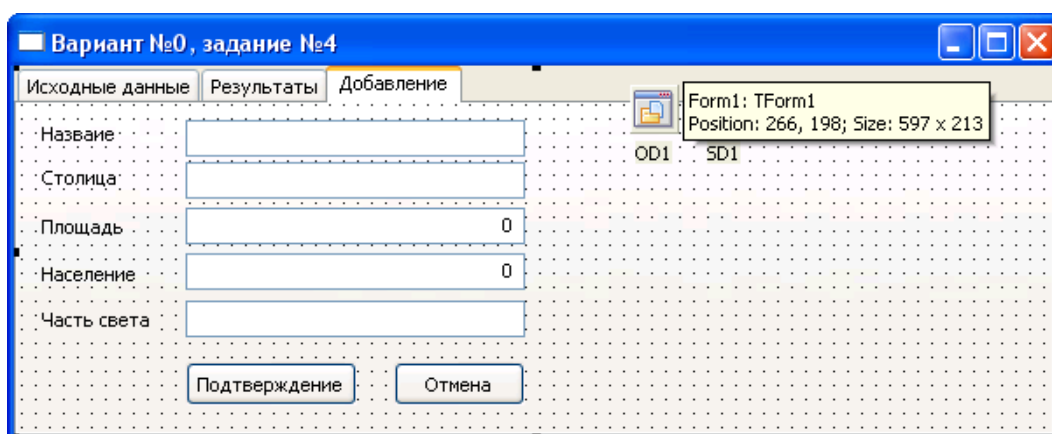 Вариант №0, задание №4
Исходные данные Результаты Добавление
Form1: TForm1
Position: 266, 198; Size: 597 x 213
OD1 SD1
Назваие
Столица
Площадь 0
Население 0
Часть света
Подтверждение Отмена